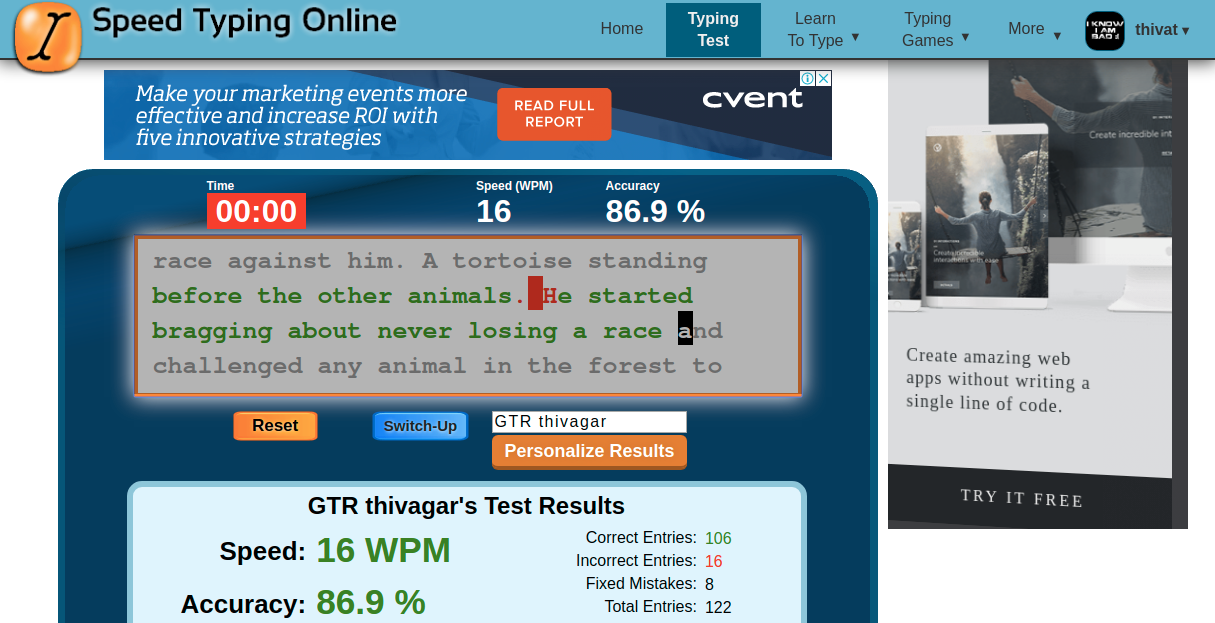 Speed Typing Online
Home
Typing
Test
Learn
To Type
Typing
Games
More
I KNOW
I AM
BAD
thivat
Make your marketing events more
effective and increase ROI with
five innovative strategies
READ FULL
REPORT
cvent
Time
00:00
Speed (WPM)
16
Accuracy
86.9 %
race against him. A tortoise standing
before the other animals. He started
bragging about never losing a race and
challenged any animal in the forest to
Reset
Switch-Up
GTR thivagar
Personalize Results
GTR thivagar's Test Results
Speed: 16 WPM
Accuracy: 86.9 %
Correct Entries: 106
Incorrect Entries: 16
Fixed Mistakes: 8
Total Entries: 122
Create incredible int
Create incredible
interactions with ease
Create amazing web
apps without writing a
single line of code.
TRY IT FREE